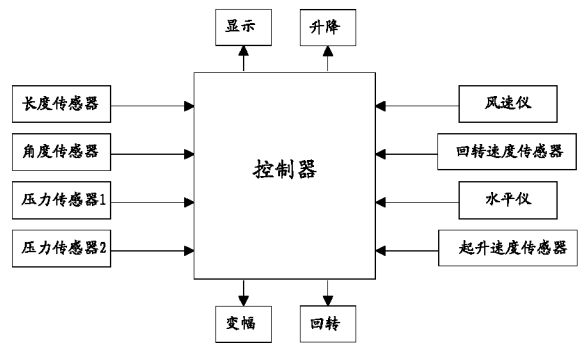 显示
升降
长度传感器
风速仪
角度传感器
回转速度传感器
控制器
压力传感器1
水平仪
压力传感器2
起升速度传感器
变幅
回转